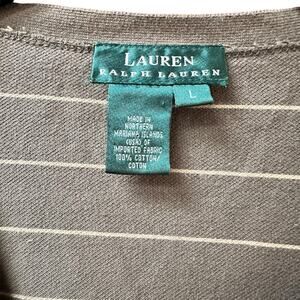 LAUREN
RALPH LAUREN
L
MADE IN
NORTHERN
MARIANA ISLANDS
(USA) OF
IMPORTED FABRIC
100% COTTON/
COTON